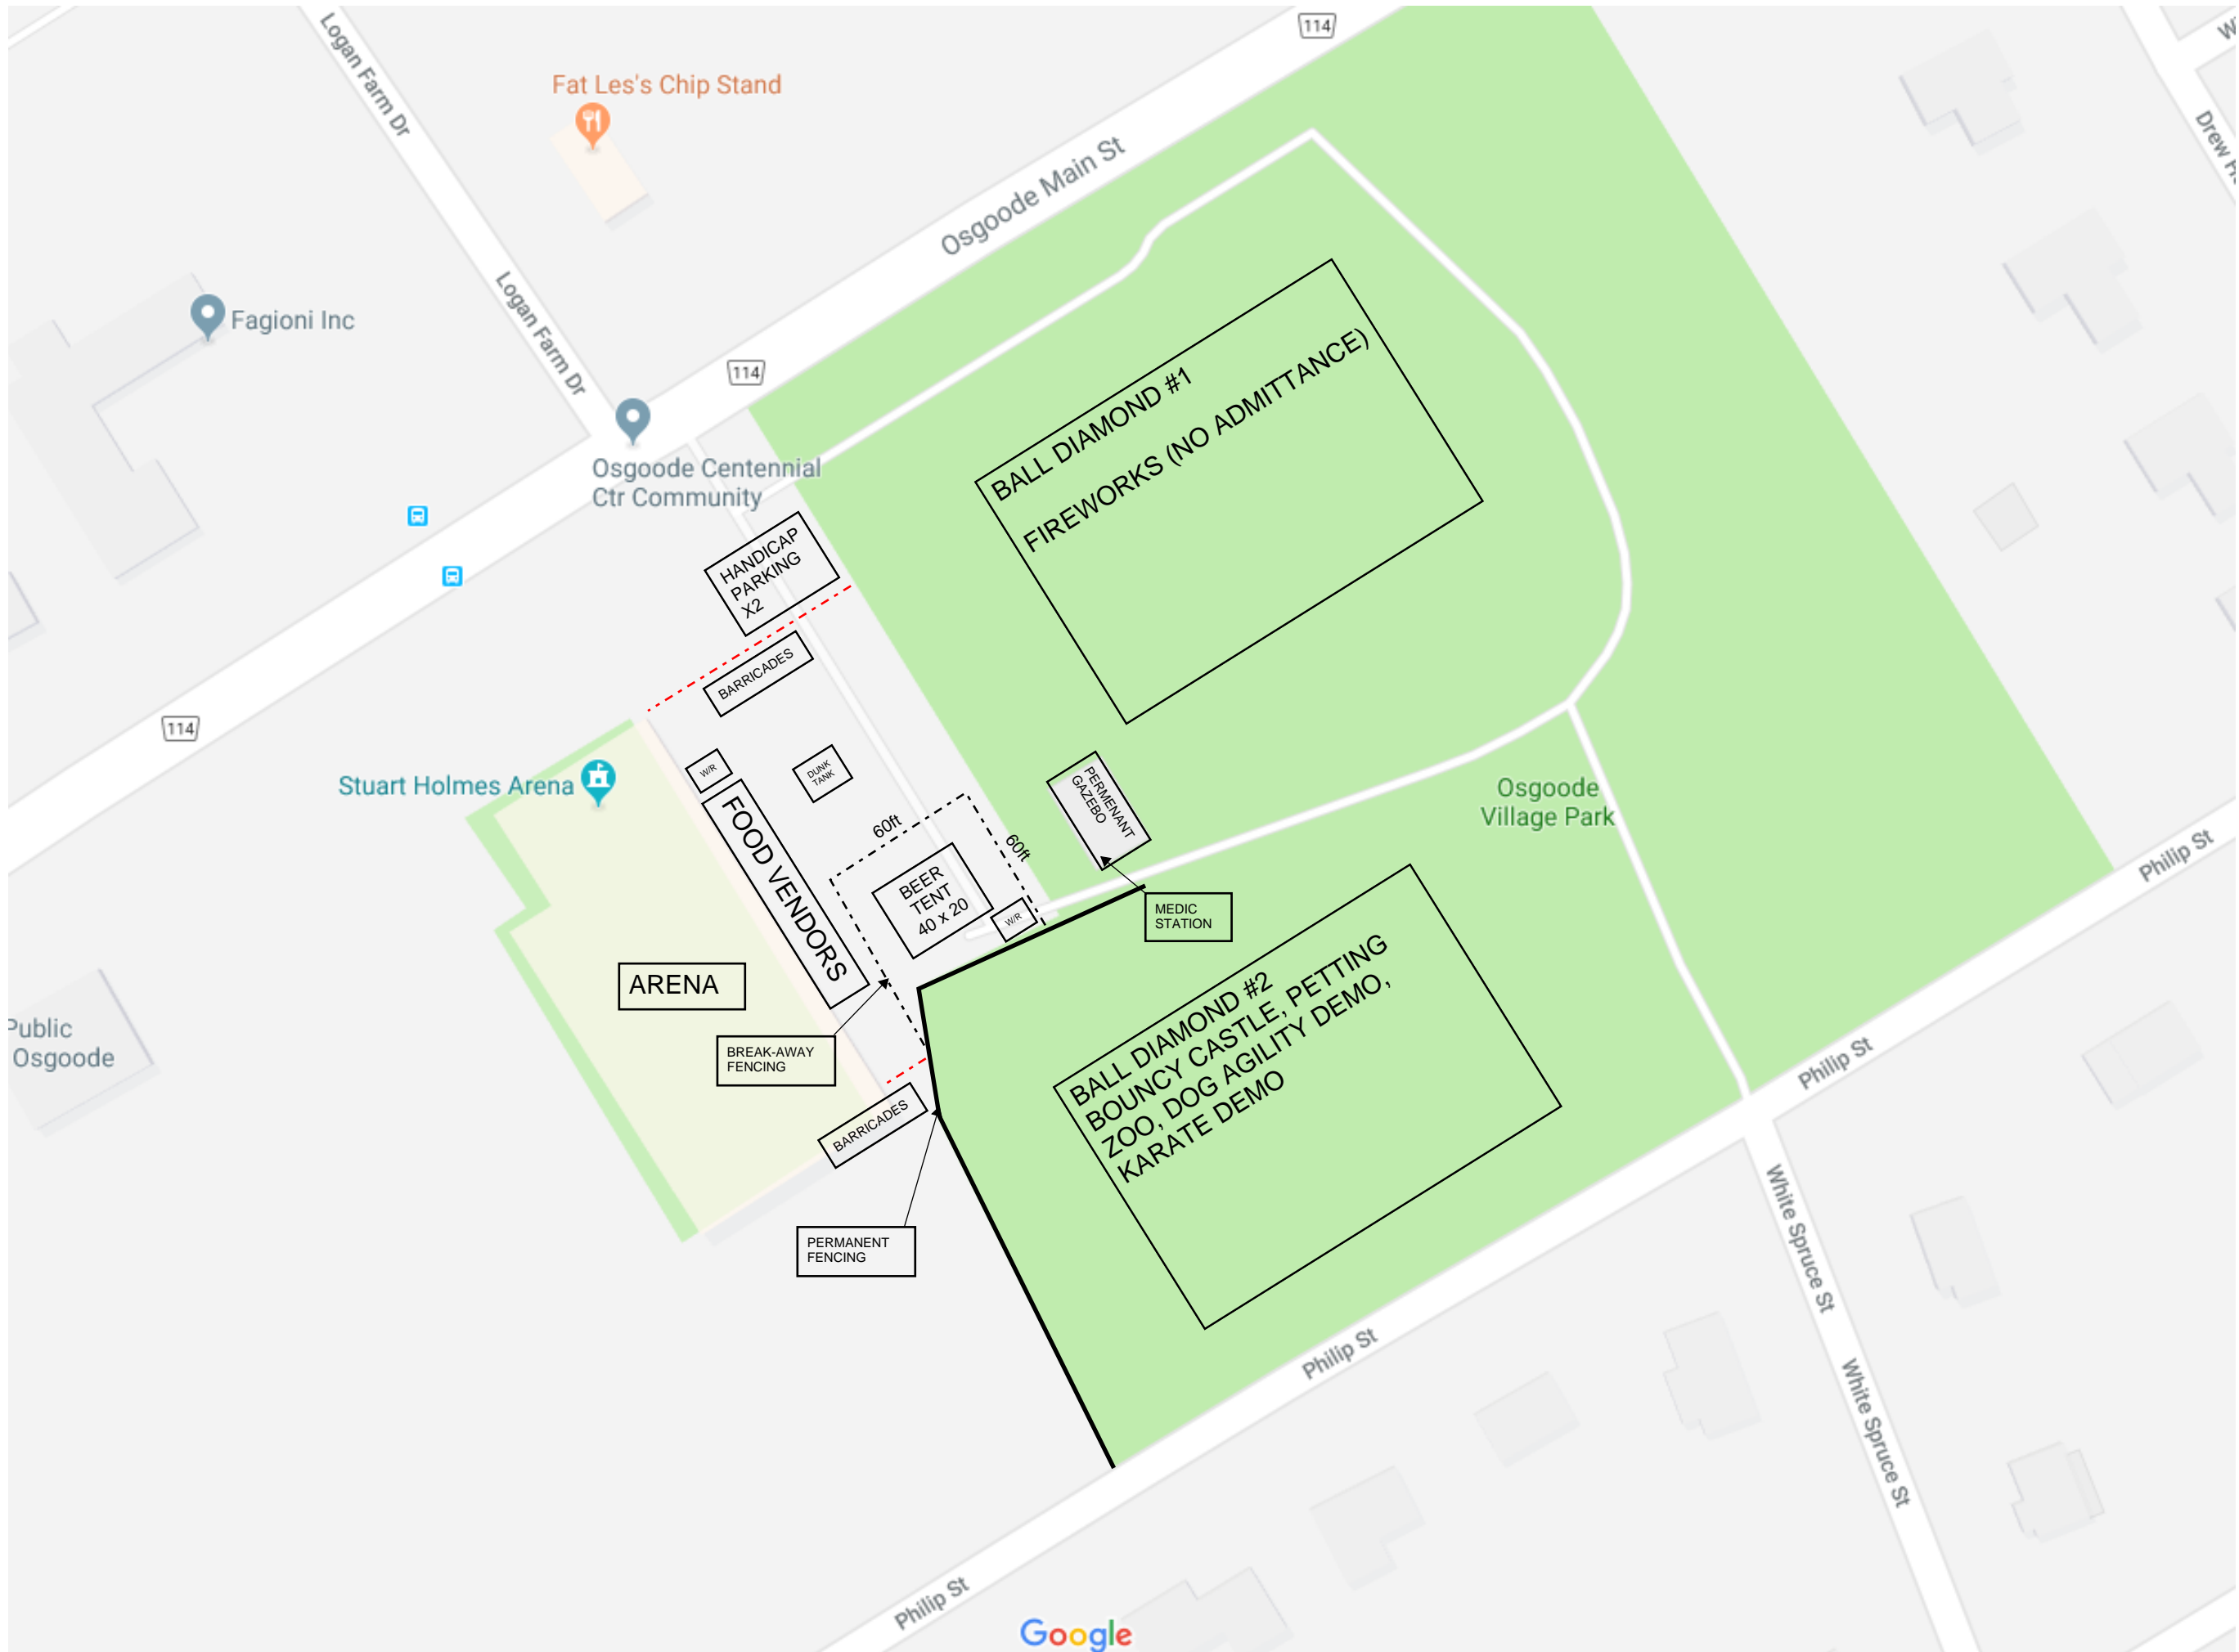 114
Logan Farm Dr
Fat Les's Chip Stand
Osgoode Main St
Drew
Fagioni Inc
Logan Farm Dr
114
Osgoode Centennial
Ctr Community
BALL DIAMOND #1
FIREWORKS (NO ADMITTANCE)
HANDICAP
PARKING
X2
BARRICADES
114
Stuart Holmes Arena
W/R
DUNK
TANK
FOOD VENDORS
60ft
60ft
PERMENANT
GAZEBO
Osgoode
Village Park
BEER
TENT
40 x 20
W/R
MEDIC
STATION
Philip St
ARENA
BALL DIAMOND #2
BOUNCY CASTLE, PETTING
ZOO, DOG AGILITY DEMO,
KARATE DEMO
Public
Osgoode
BREAK-AWAY
FENCING
Philip St
BARRICADES
PERMANENT
FENCING
White Spruce St
Philip St
White Spruce St
Philip St
Google